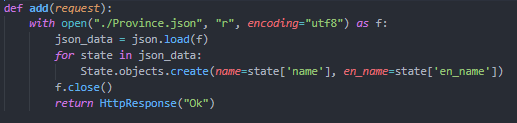 def add(request):
    with open("./Province.json", "r", encoding="utf8") as f:
        json_data = json.load(f)
        for state in json_data:
            State.objects.create(name=state['name'], en_name=state['en_name'])
        f.close()
        return HttpResponse("Ok")